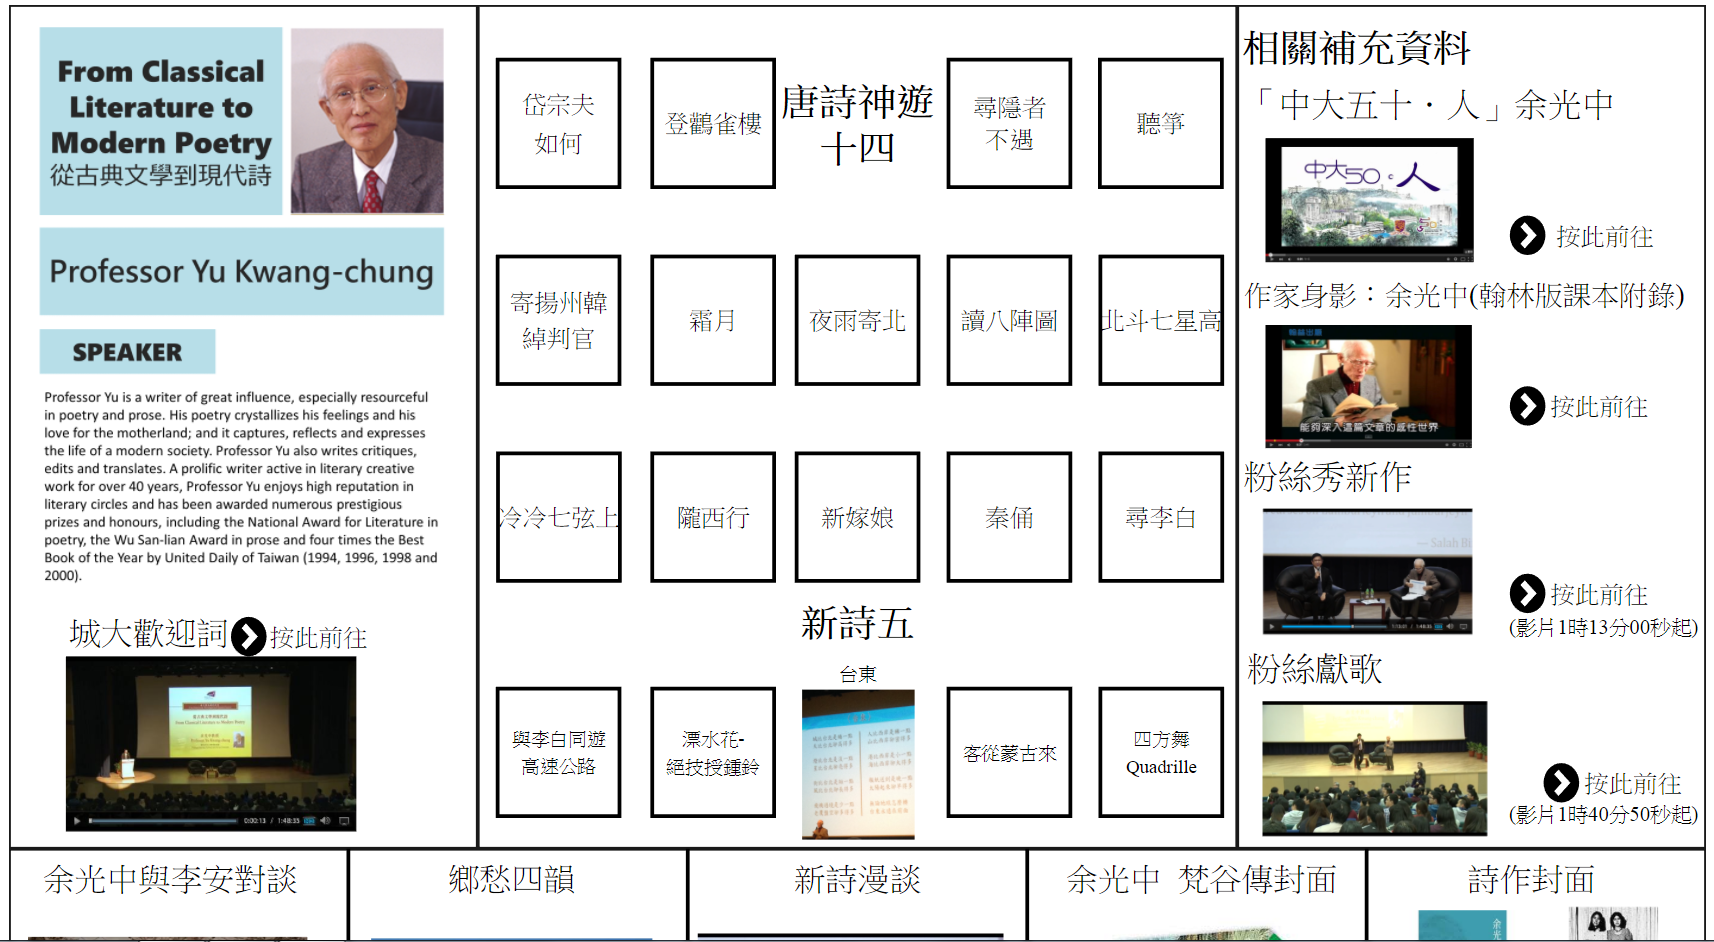 From Classical
Literature to
Modern Poetry
從古典文學到現代詩
Professor Yu Kwang-chung
SPEAKER
Professor Yu is a writer of great influence, especially resourceful
in poetry and prose. His poetry crystallizes his feelings and his
love for the motherland; and it captures, reflects and expresses
the life of a modern society. Professor Yu also writes critiques,
edits and translates. A prolific writer active in literary creative
work for over 40 years, Professor Yu enjoys high reputation in
literary circles and has been awarded numerous prestigious
prizes and honours, including the National Award for Literature in
poetry, the Wu San-lian Award in prose and four times the Best
Book of the Year by United Daily of Taiwan (1994, 1996, 1998 and
2000).
城大歡迎詞
按此前往
0:00:13 / 1:48:35
岱宗夫
如何
登鸛雀樓
唐詩神遊
十四
尋隱者
不遇
聽箏
寄揚州韓
綽判官
霜月
夜雨寄北
讀八陣圖
北斗七星高
冷冷七弦上
隴西行
新嫁娘
秦俑
尋李白
新詩五
台東
與李白同遊
高速公路
漂水花-
絕技授鍾鈴
客從蒙古來
四方舞
Quadrille
相關補充資料
「中大五十．人」余光中
中大50·人
按此前往
作家身影：余光中(翰林版課本附錄)
能夠深入這篇文章的感性世界
按此前往
粉絲秀新作
— Salah Bi
按此前往
(影片1時13分00秒起)
粉絲獻歌
按此前往
(影片1時40分50秒起)
余光中與李安對談
鄉愁四韻
新詩漫談
余光中 梵谷傳封面
詩作封面
余光